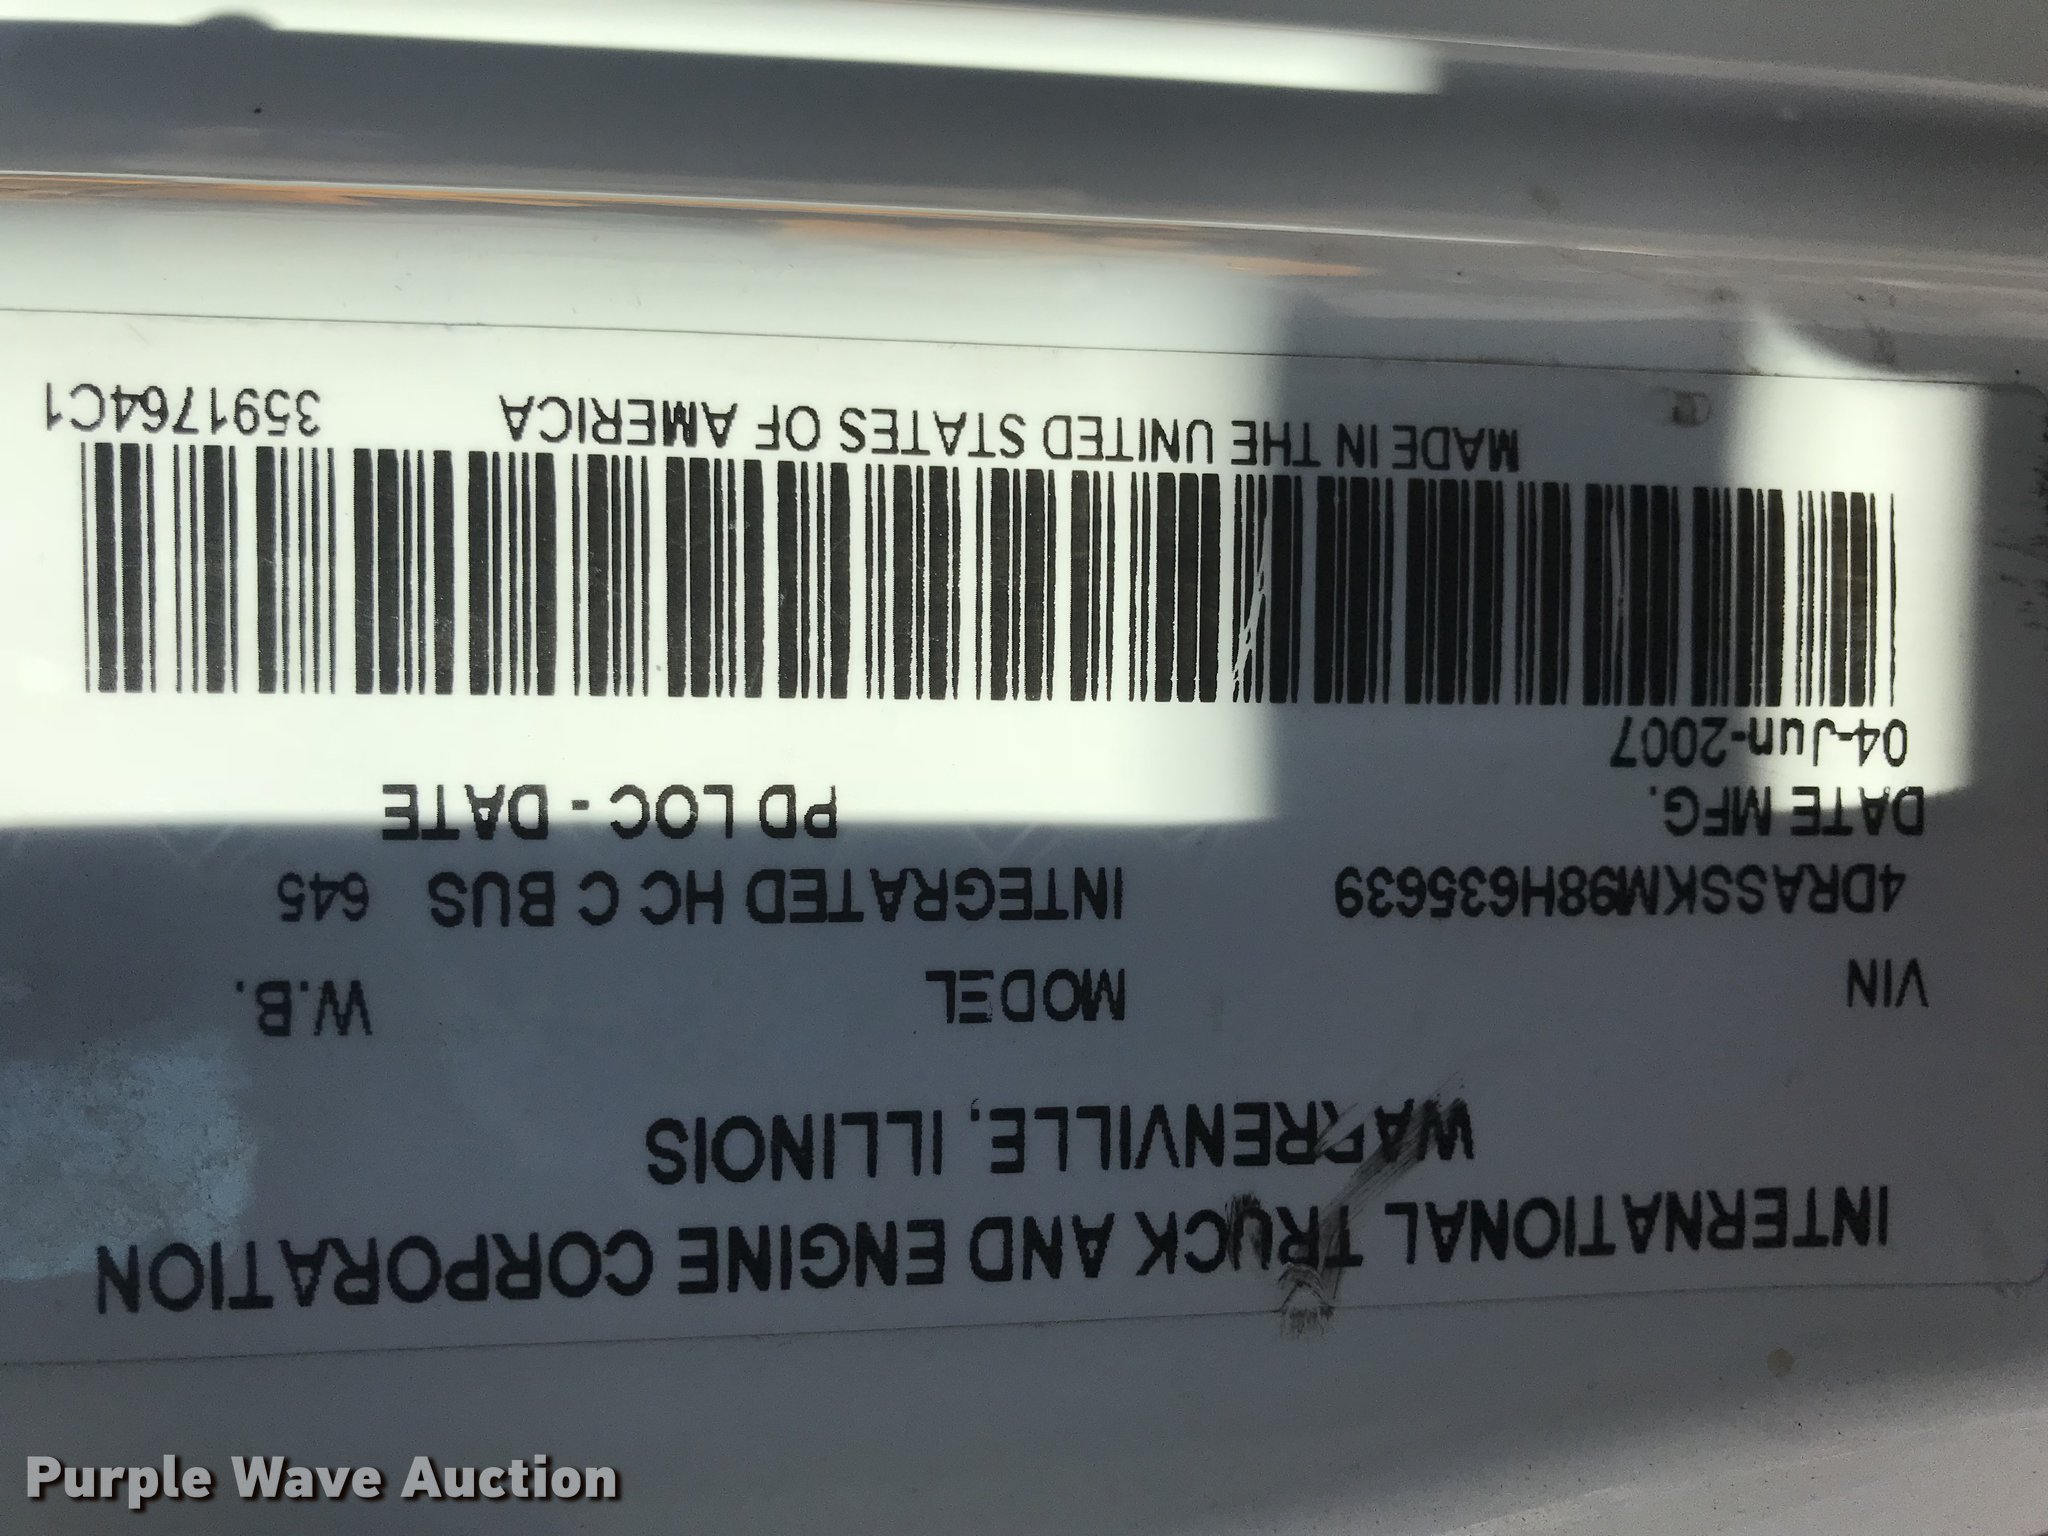 INTERNATIONAL TRUCK AND ENGINE CORPORATION
WARRENVILLE, ILLINOIS
VIN MODEL W.B.
4DRASSKM98H635639 INTEGRATED HC C BUS 645
DATE MFG. PD LOC - DATE
04-Jun-2007
MADE IN THE UNITED STATES OF AMERICA 3591764C1
Purple Wave Auction